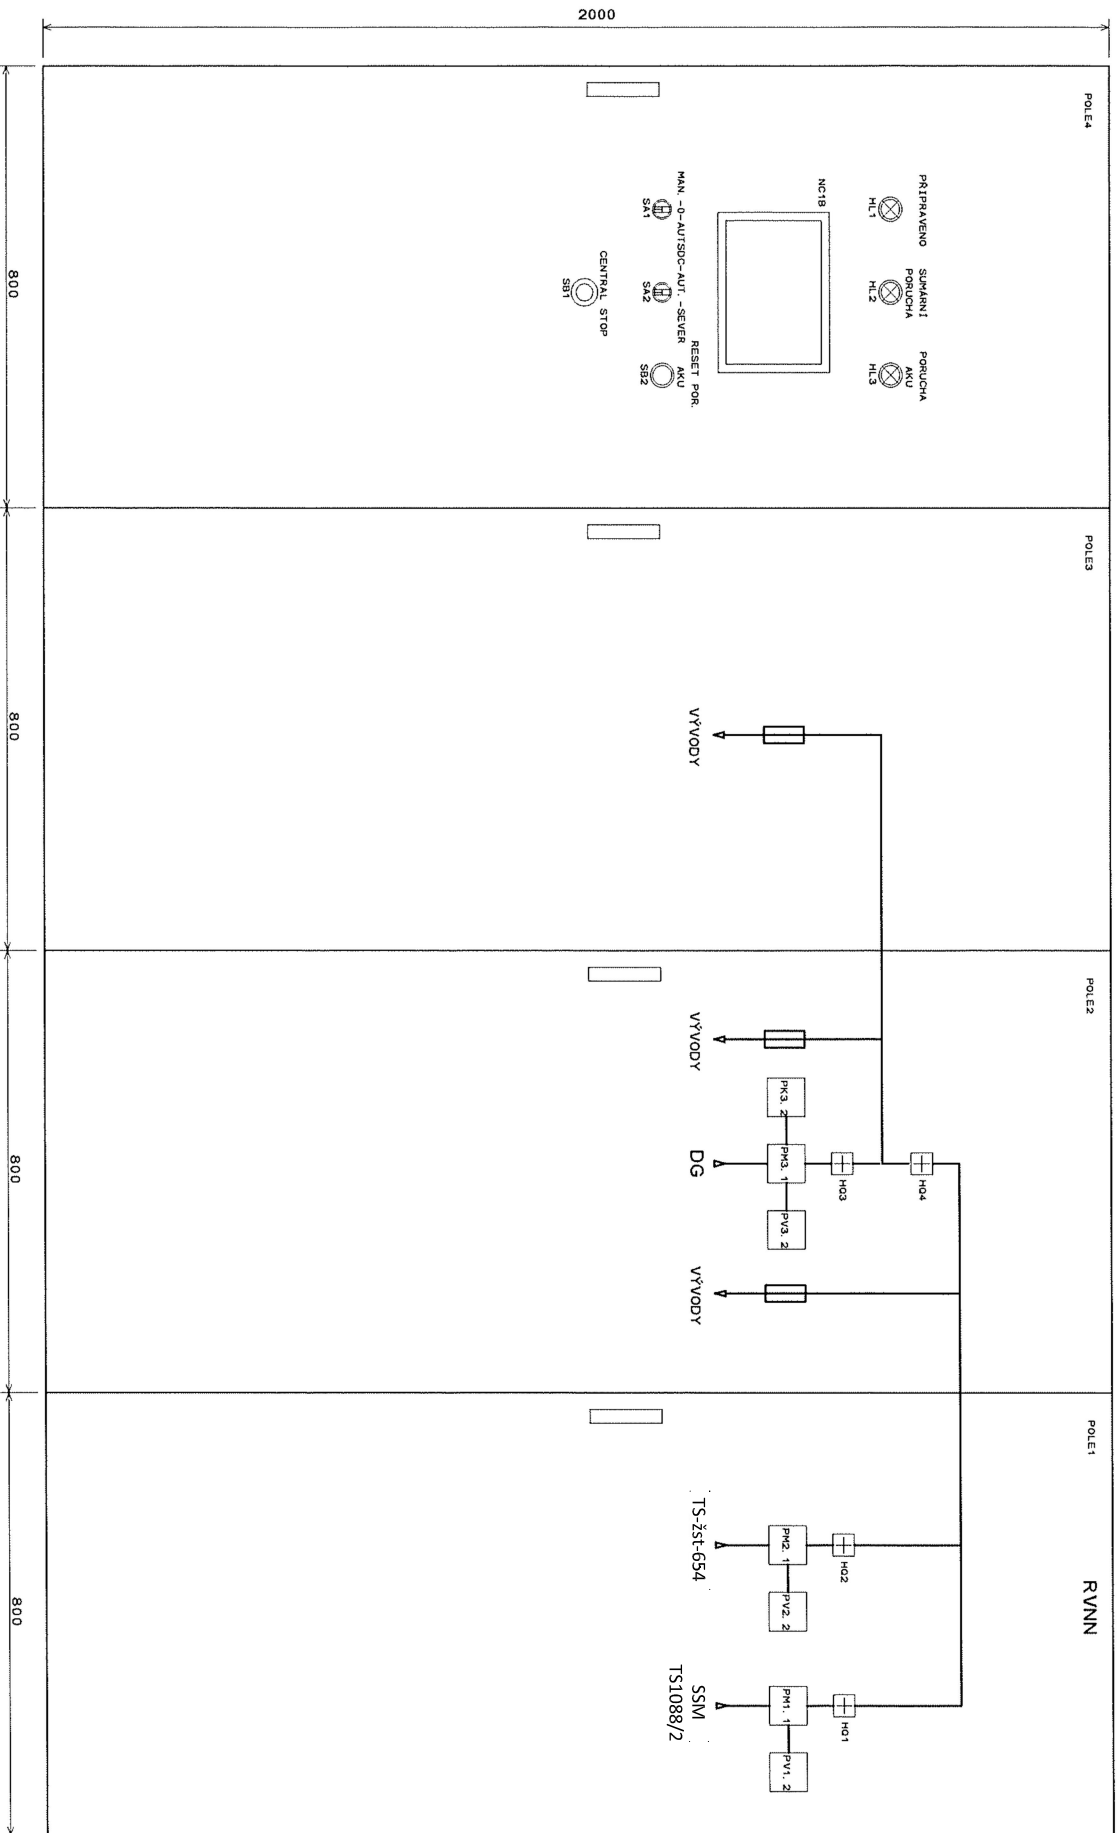 2000
POLE4
PŘIPRAVENO
HL1
SUMÁRNÍ
PORUCHA
HL2
PORUCHA
AKU
HL3
NC1B
MAN. -0-AUT
SA1
SDC-AUT. -SEVER
SA2
RESET POR.
AKU
SB2
CENTRAL STOP
SB1
800
POLE3
VÝVODY
800
POLE2
HQ4
HQ3
PK3. 2
PM3. 1
PV3. 2
VÝVODY
DG
VÝVODY
800
POLE1
RVNN
HQ2
HQ1
PM2. 1
PV2. 2
PM1. 1
PV1. 2
TS-žst-654
SSM
TS1088/2
800